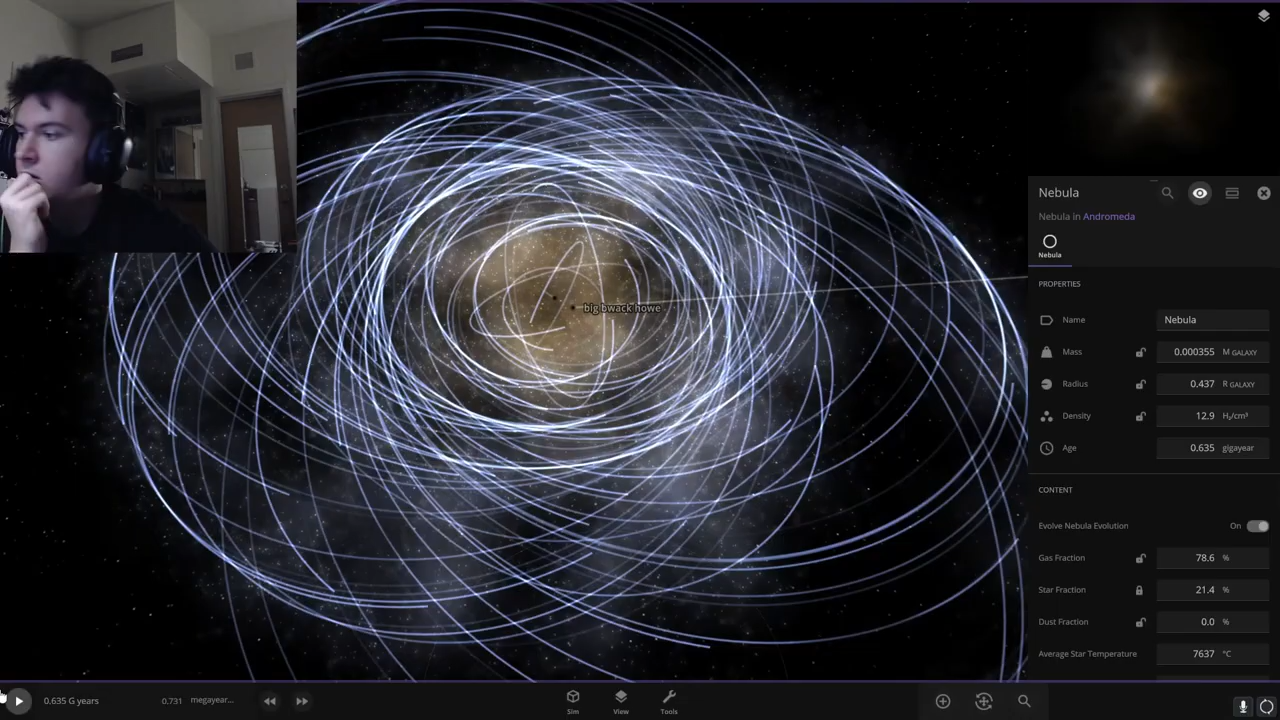 big bwack howe
Nebula
Nebula in Andromeda
Nebula
PROPERTIES
Name Nebula
Mass 0.000355 M GALAXY
Radius 0.437 R GALAXY
Density 12.9 H₂/cm³
Age 0.635 gigayear
CONTENT
Evolve Nebula Evolution On
Gas Fraction 78.6 %
Star Fraction 21.4 %
Dust Fraction 0.0 %
Average Star Temperature 7637 °C
0.635 G years 0.731 megayear...
Sim View Tools